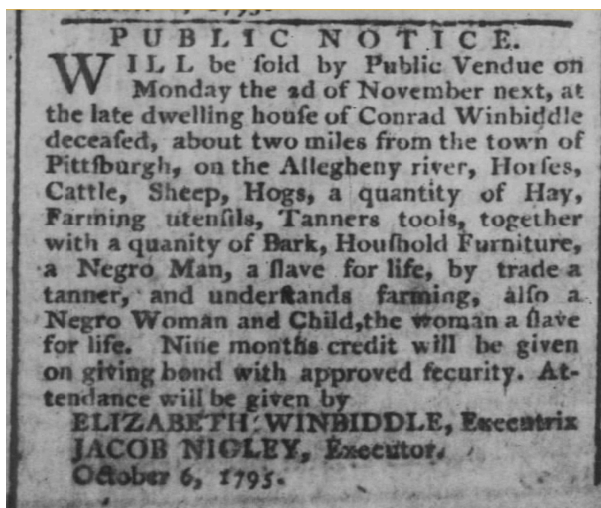 PUBLIC NOTICE.
WILL be ſold by Public Vendue on
Monday the 2d of November next, at
the late dwelling houſe of Conrad Winbiddle
deceaſed, about two miles from the town of
Pittſburgh, on the Allegheny river, Horſes,
Cattle, Sheep, Hogs, a quantity of Hay,
Farming utenſils, Tanners tools, together
with a quanity of Bark, Houſhold Furniture,
a Negro Man, a ſlave for life, by trade a
tanner, and underſtands farming, alſo a
Negro Woman and Child,the woman a ſlave
for life. Nine months credit will be given
on giving bond with approved ſecurity. At-
tendance will be given by
ELIZABETH WINBIDDLE, Executrix
JACOB NIGLEY, Executor.
October 6, 1795.